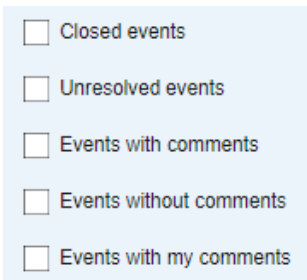 Closed events
Unresolved events
Events with comments
Events without comments
Events with my comments